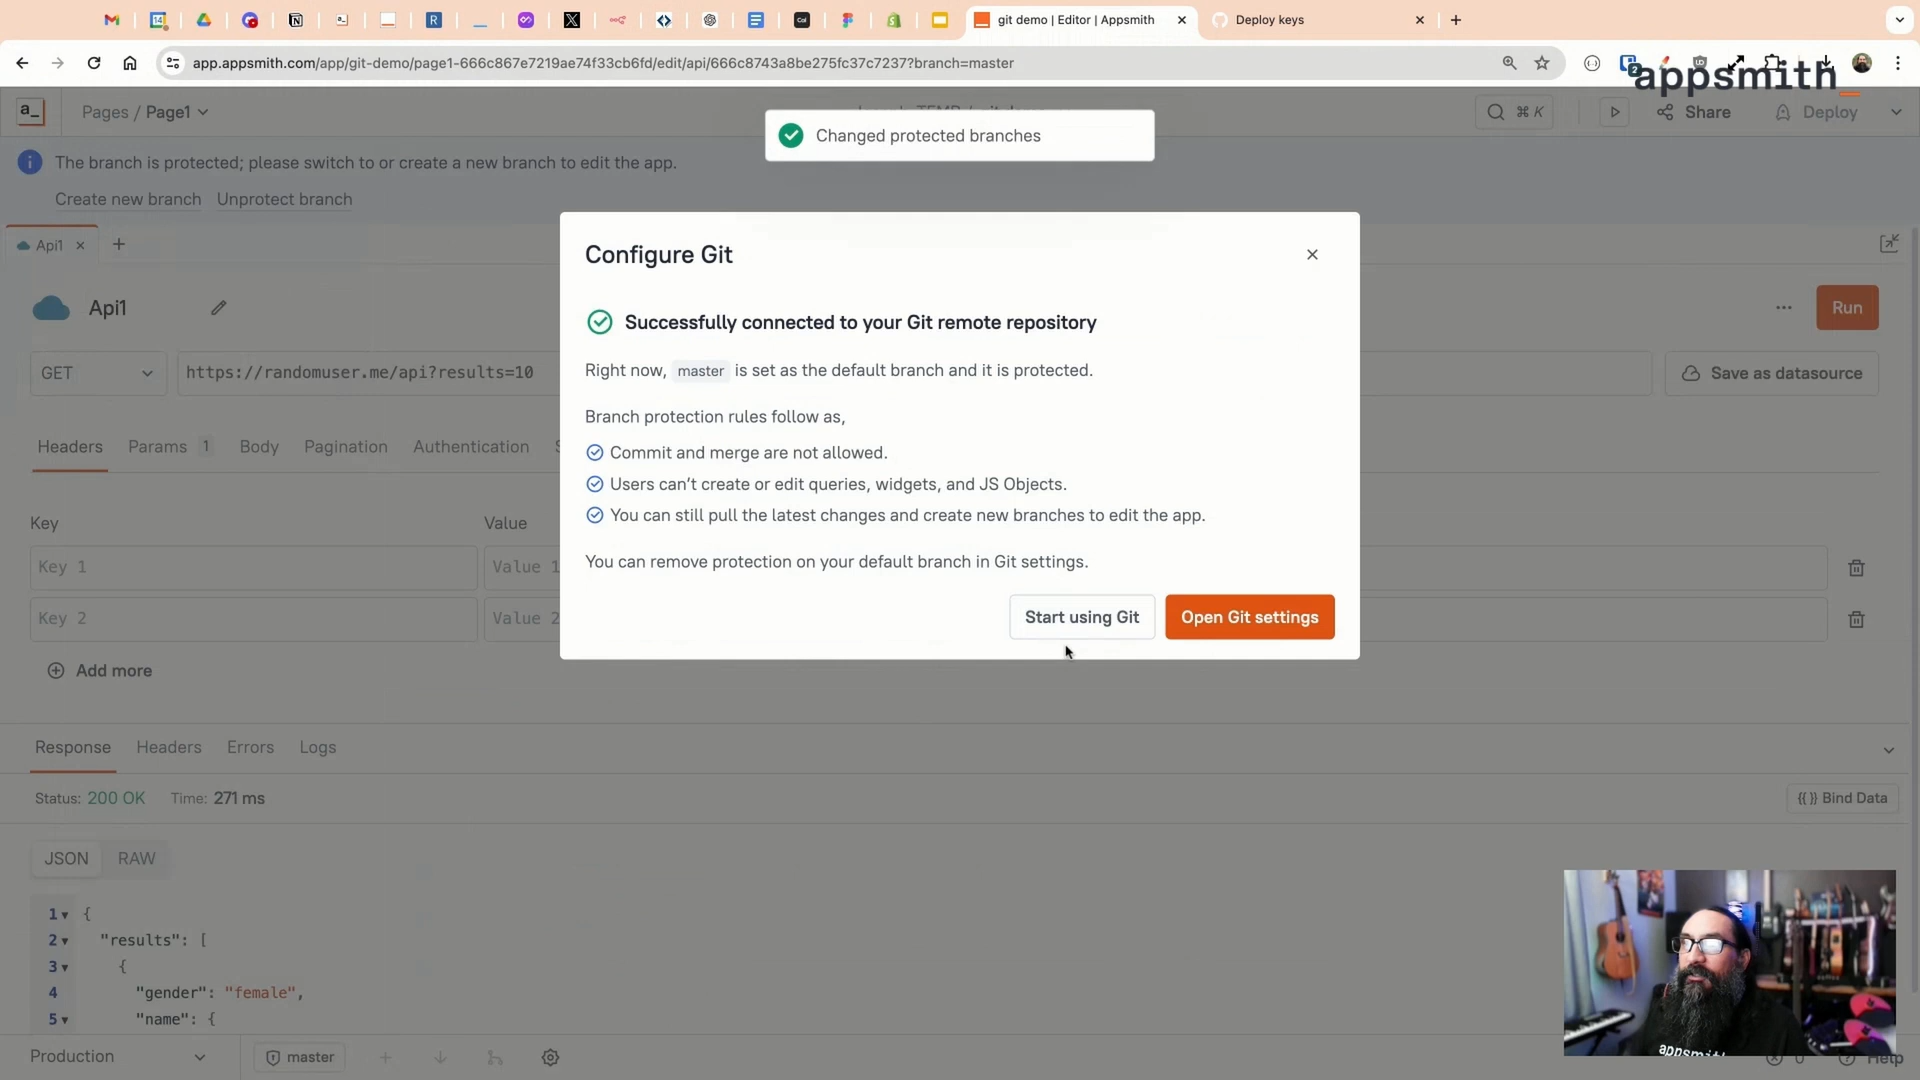 git demo | Editor | Appsmith
Deploy keys
app.appsmith.com/app/git-demo/page1-666c867e7219ae74f33cb6fd/edit/api/666c8743a8be275fc37c7237?branch=master
appsmith_
a_
Pages / Page1
⌘ K
Share
Deploy
Changed protected branches
The branch is protected; please switch to or create a new branch to edit the app.
Create new branch
Unprotect branch
Api1
Configure Git
Api1
Run
Successfully connected to your Git remote repository
GET
https://randomuser.me/api?results=10
Save as datasource
Right now, master is set as the default branch and it is protected.
Branch protection rules follow as,
Headers
Params 1
Body
Pagination
Authentication
Commit and merge are not allowed.
Users can't create or edit queries, widgets, and JS Objects.
You can still pull the latest changes and create new branches to edit the app.
Key
Value
You can remove protection on your default branch in Git settings.
Key 1
Value 1
Start using Git
Open Git settings
Key 2
Value 2
Add more
Response
Headers
Errors
Logs
Status: 200 OK
Time: 271 ms
{{ }} Bind Data
JSON
RAW
1 {
2 "results": [
3 {
4 "gender": "female",
5 "name": {
Production
master
appsmith
0
Help